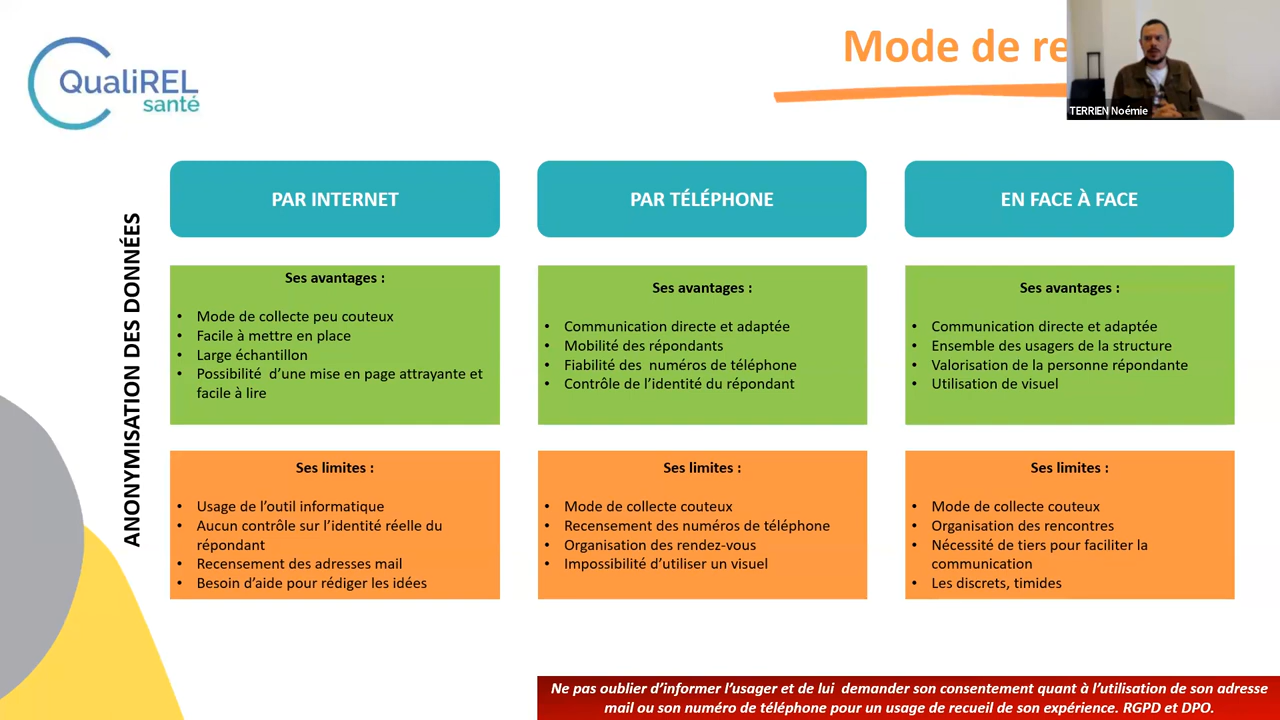 QualiREL
santé
Mode de re
TERRIEN Noémie
ANONYMISATION DES DONNÉES
PAR INTERNET
Ses avantages :
• Mode de collecte peu couteux
• Facile à mettre en place
• Large échantillon
• Possibilité d'une mise en page attrayante et
facile à lire
Ses limites :
• Usage de l'outil informatique
• Aucun contrôle sur l'identité réelle du
répondant
• Recensement des adresses mail
• Besoin d'aide pour rédiger les idées
PAR TÉLÉPHONE
Ses avantages :
• Communication directe et adaptée
• Mobilité des répondants
• Fiabilité des numéros de téléphone
• Contrôle de l'identité du répondant
Ses limites :
• Mode de collecte couteux
• Recensement des numéros de téléphone
• Organisation des rendez-vous
• Impossibilité d'utiliser un visuel
EN FACE À FACE
Ses avantages :
• Communication directe et adaptée
• Ensemble des usagers de la structure
• Valorisation de la personne répondante
• Utilisation de visuel
Ses limites :
• Mode de collecte couteux
• Organisation des rencontres
• Nécessité de tiers pour faciliter la
communication
• Les discrets, timides
Ne pas oublier d'informer l'usager et de lui demander son consentement quant à l'utilisation de son adresse
mail ou son numéro de téléphone pour un usage de recueil de son expérience. RGPD et DPO.